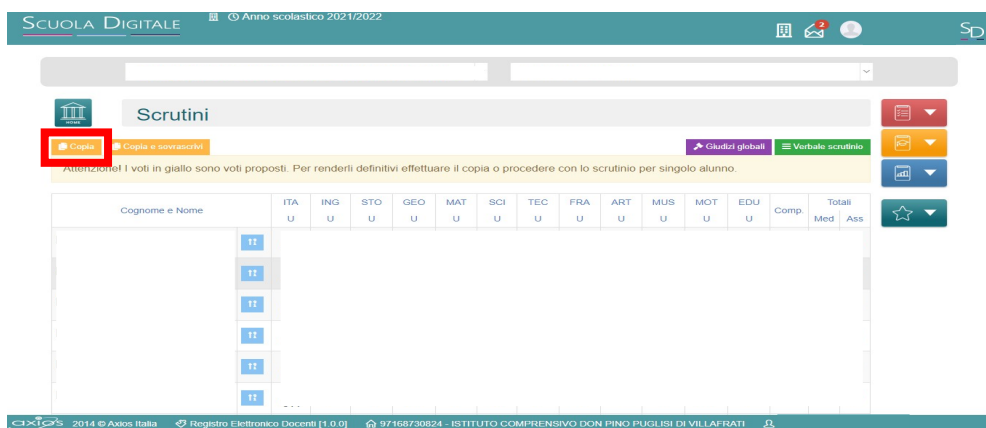 SCUOLA DIGITALE
Anno scolastico 2021/2022
2
SD
HOME
Scrutini
Copia
Copia e sovrascrivi
Giudizi globali
Verbale scrutinio
Attenzione! I voti in giallo sono voti proposti. Per renderli definitivi effettuare il copia o procedere con lo scrutinio per singolo alunno.
Cognome e Nome ITA ING STO GEO MAT SCI TEC FRA ART MUS MOT EDU Comp. Totali
U U U U U U U U U U U U Med Ass
axios 2014 © Axios Italia Registro Elettronico Docenti [1.0.0] 97168730824 - ISTITUTO COMPRENSIVO DON PINO PUGLISI DI VILLAFRATI